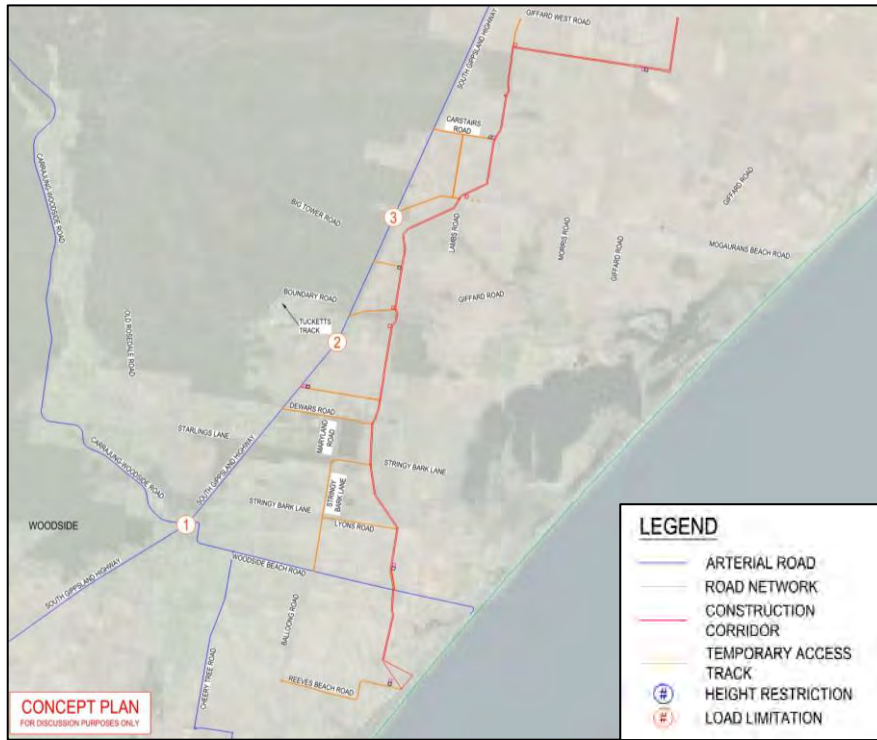 GIFFARD WEST ROAD
SOUTH GIPPSLAND HIGHWAY
CARSTAIRS
ROAD
CARRAJUNG-WOODSIDE ROAD
BIG TOWER ROAD
3
LAMBS ROAD
MORRIS ROAD
GIFFARD ROAD
GIFFARD ROAD
MCGAURANS BEACH ROAD
BOUNDARY ROAD
GIFFARD ROAD
TUCKETTS
TRACK
OLD ROSEDALE ROAD
2
DEWARS ROAD
STARLINGS LANE
MARYLAND
ROAD
CARRAJUNG-WOODSIDE ROAD
SOUTH GIPPSLAND HIGHWAY
STRINGY BARK LANE
STRINGY
BARK LANE
STRINGY BARK LANE
LYONS ROAD
WOODSIDE
1
WOODSIDE BEACH ROAD
SOUTH GIPPSLAND HIGHWAY
BALLOONG ROAD
CHEERY TREE ROAD
REEVES BEACH ROAD
CONCEPT PLAN
FOR DISCUSSION PURPOSES ONLY
LEGEND
ARTERIAL ROAD
ROAD NETWORK
CONSTRUCTION
CORRIDOR
TEMPORARY ACCESS
TRACK
# HEIGHT RESTRICTION
# LOAD LIMITATION